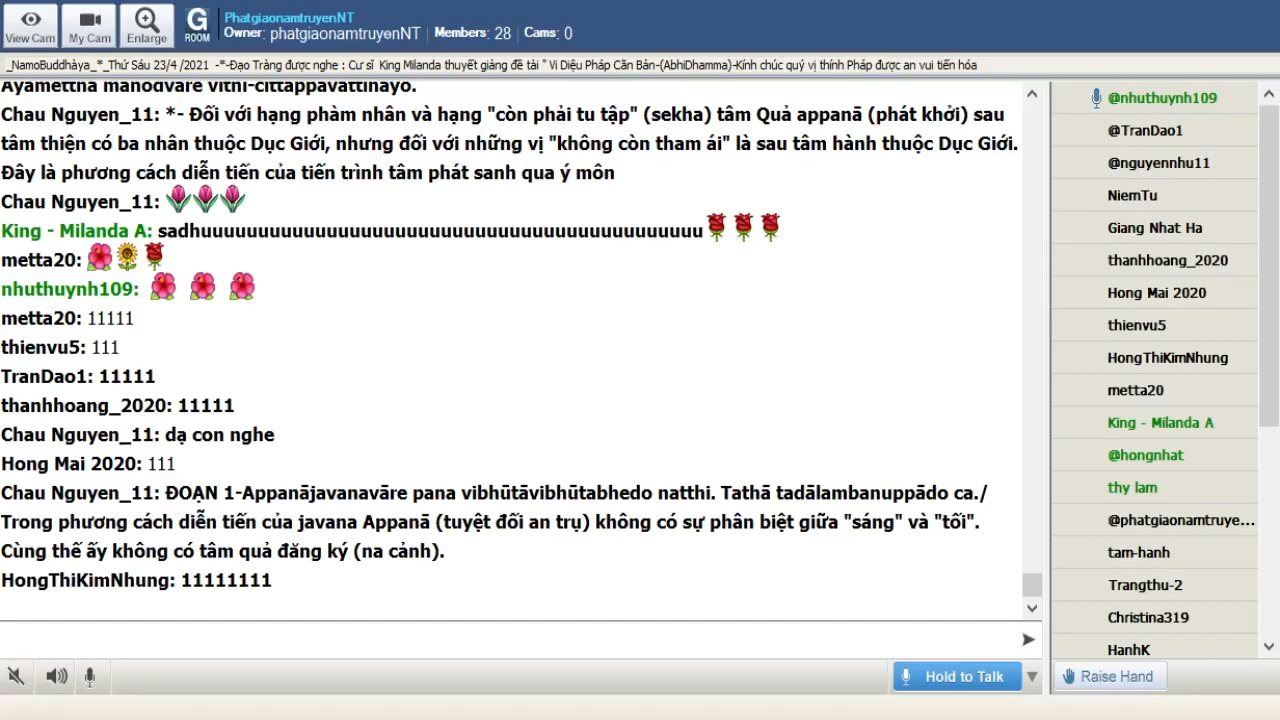 View Cam
My Cam
Enlarge
G
ROOM
PhatgiaonamtruyenNT
Owner: phatgiaonamtruyenNT | Members: 28 | Cams: 0
_NamoBuddhàya_*_Thứ Sáu 23/4 /2021 -*-Đạo Tràng được nghe : Cư sĩ King Milanda thuyết giảng đề tài " Vi Diệu Pháp Căn Bản-(AbhiDhamma)-Kính chúc quý vị thính Pháp được an vui tiến hóa
Ayamettha manodvāre vīthi-cittappavattinayo.
Chau Nguyen_11: *- Đối với hạng phàm nhân và hạng "còn phải tu tập" (sekha) tâm Quả appanā (phát khởi) sau
tâm thiện có ba nhân thuộc Dục Giới, nhưng đối với những vị "không còn tham ái" là sau tâm hành thuộc Dục Giới.
Đây là phương cách diễn tiến của tiến trình tâm phát sanh qua ý môn
Chau Nguyen_11:
King - Milanda A: sadhuuuuuuuuuuuuuuuuuuuuuuuuuuuuuuuuuuuuuuuuuuuu
metta20:
nhuthuynh109:
metta20: 11111
thienvu5: 111
TranDao1: 11111
thanhhoang_2020: 11111
Chau Nguyen_11: dạ con nghe
Hong Mai 2020: 111
Chau Nguyen_11: ĐOẠN 1-Appanājavanavāre pana vibhūtāvibhūtabhedo natthi. Tathā tadālambanuppādo ca./
Trong phương cách diễn tiến của javana Appanā (tuyệt đối an trụ) không có sự phân biệt giữa "sáng" và "tối".
Cùng thế ấy không có tâm quả đăng ký (na cảnh).
HongThiKimNhung: 11111111
@nhuthuynh109
@TranDao1
@nguyennhu11
NiemTu
Giang Nhat Ha
thanhhoang_2020
Hong Mai 2020
thienvu5
HongThiKimNhung
metta20
King - Milanda A
@hongnhat
thy lam
@phatgiaonamtruye...
tam-hanh
Trangthu-2
Christina319
HanhK
Hold to Talk
Raise Hand